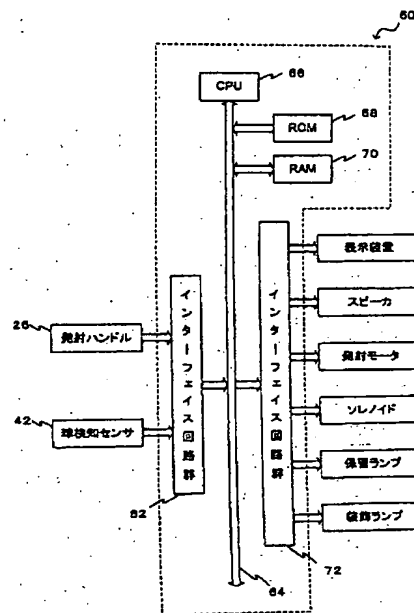 60
66
CPU
68
ROM
70
RAM
表示装置
スピーカ
26
発射ハンドル
インターフェイス回路群
インターフェイス回路群
発射モータ
42
球検知センサ
ソレノイド
保留ランプ
62
装飾ランプ
72
64